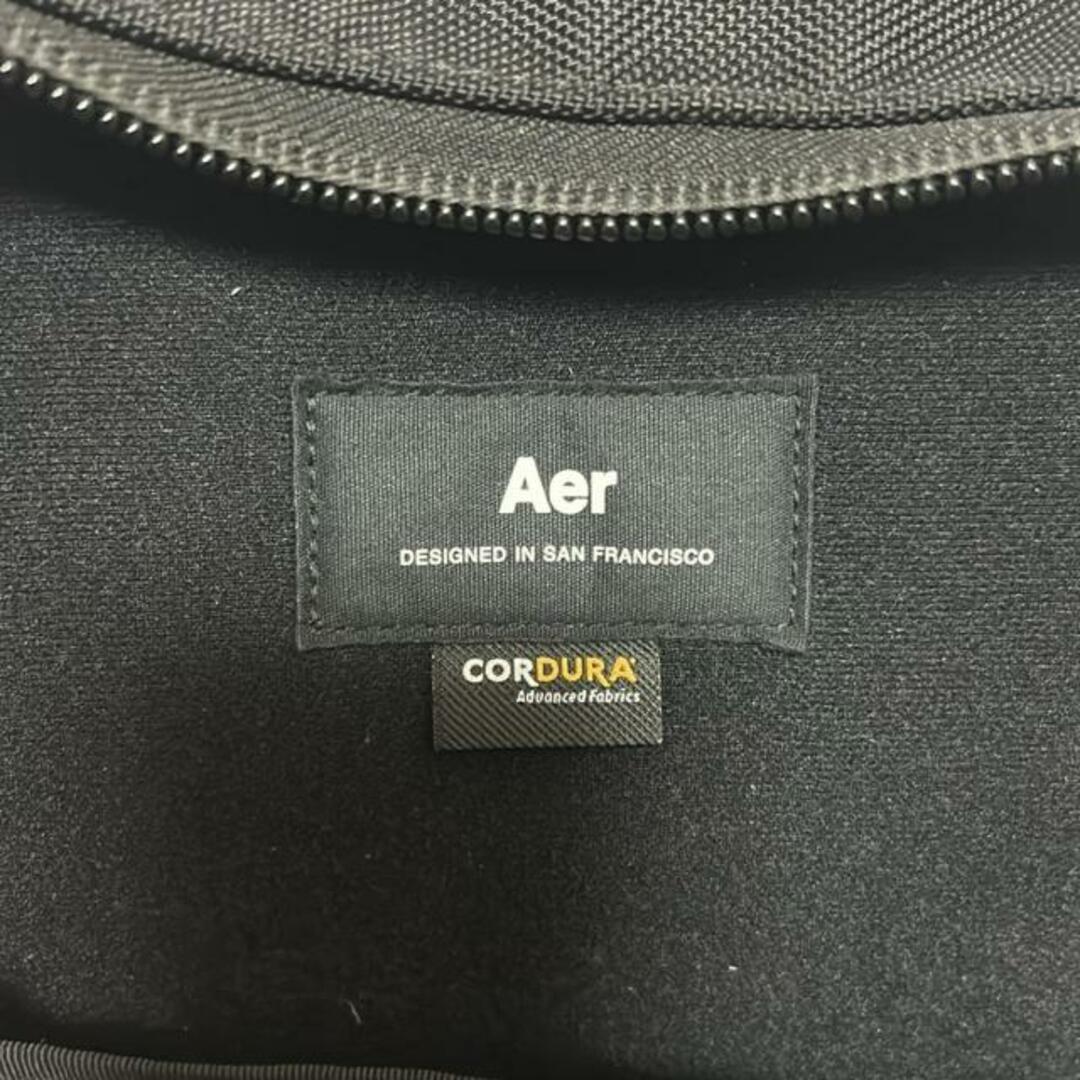 Aer
DESIGNED IN SAN FRANCISCO
CORDURA
Advanced Fabrics